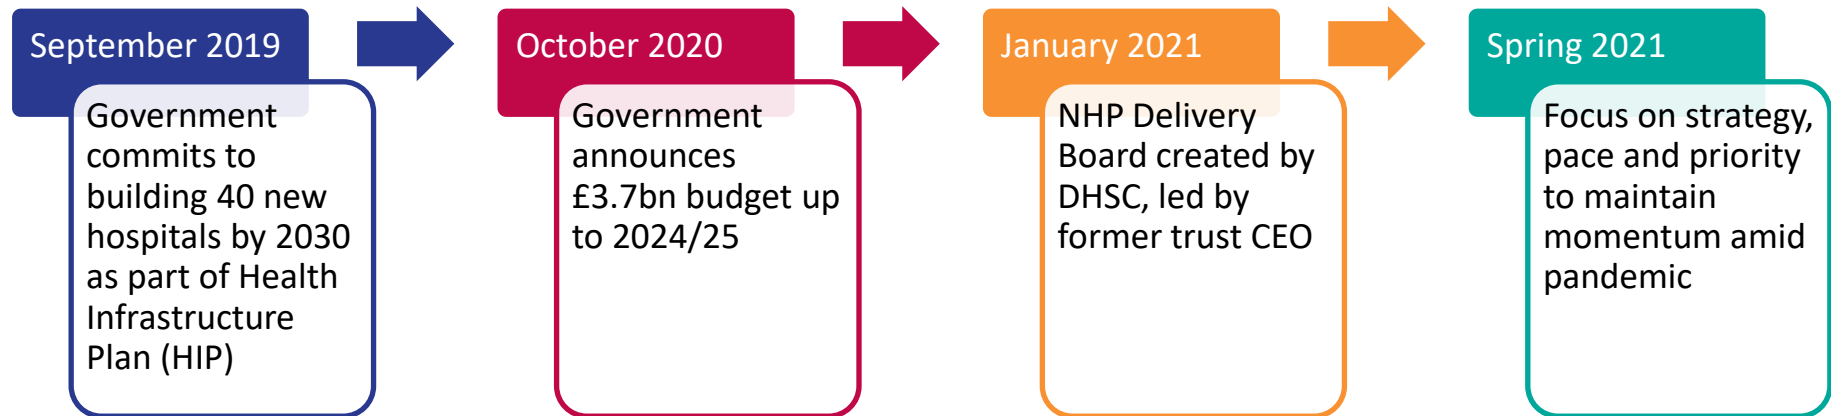 September 2019
Government
commits to
building 40 new
hospitals by 2030
as part of Health
Infrastructure
Plan (HIP)
October 2020
Government
announces
£3.7bn budget up
to 2024/25
January 2021
NHP Delivery
Board created by
DHSC, led by
former trust CEO
Spring 2021
Focus on strategy,
pace and priority
to maintain
momentum amid
pandemic